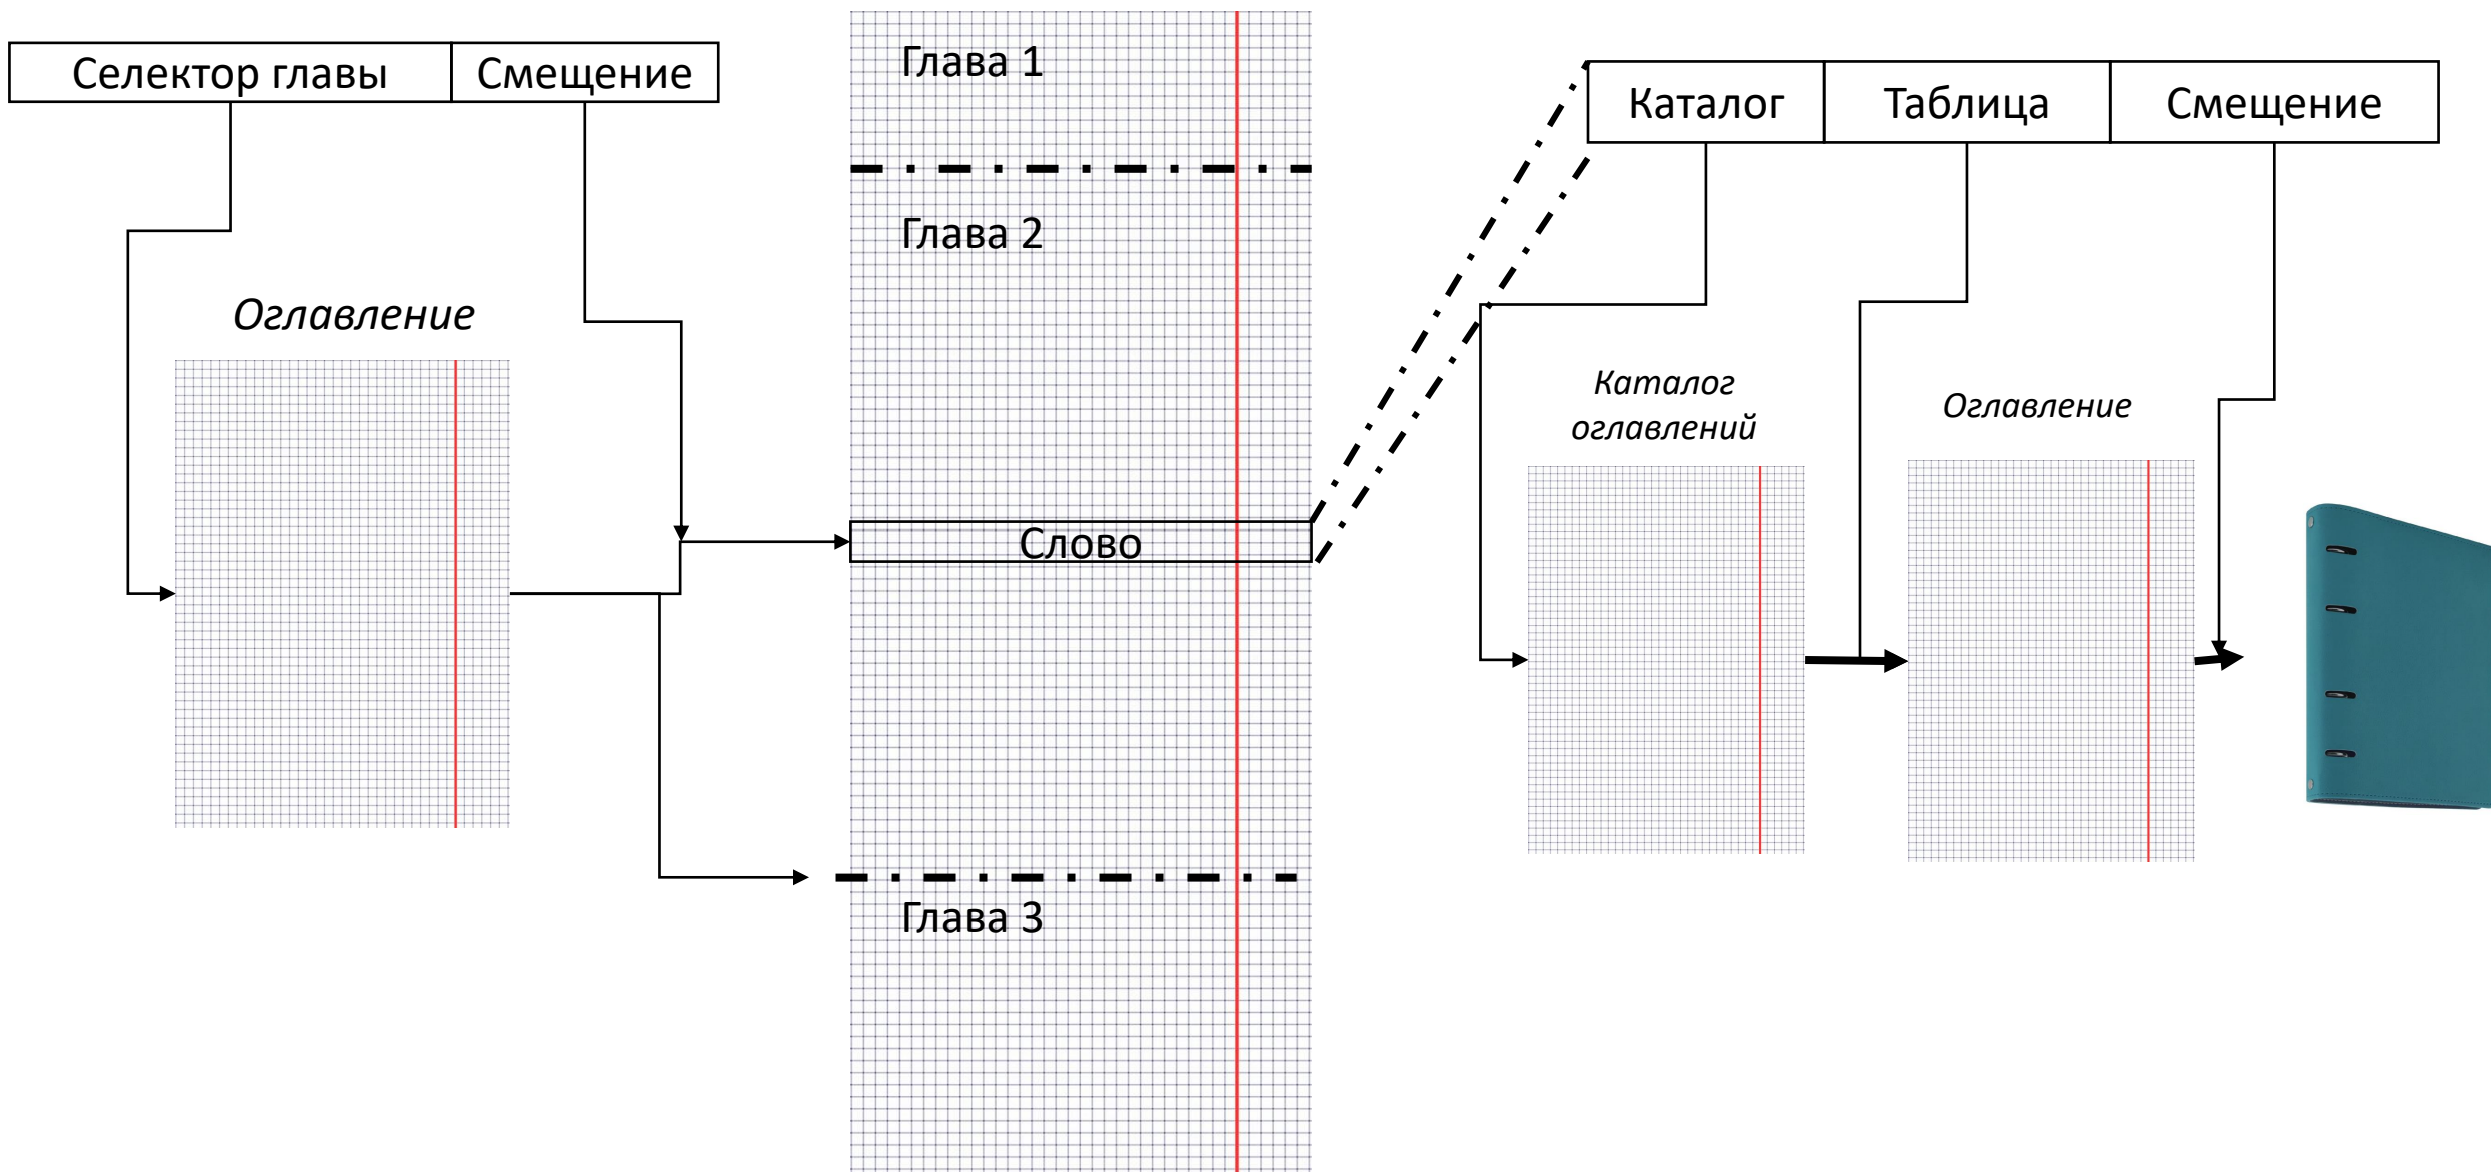 Селектор главы
Смещение
Оглавление
Глава 1
Глава 2
Слово
Глава 3
Каталог
Таблица
Смещение
Каталог
оглавлений
Оглавление